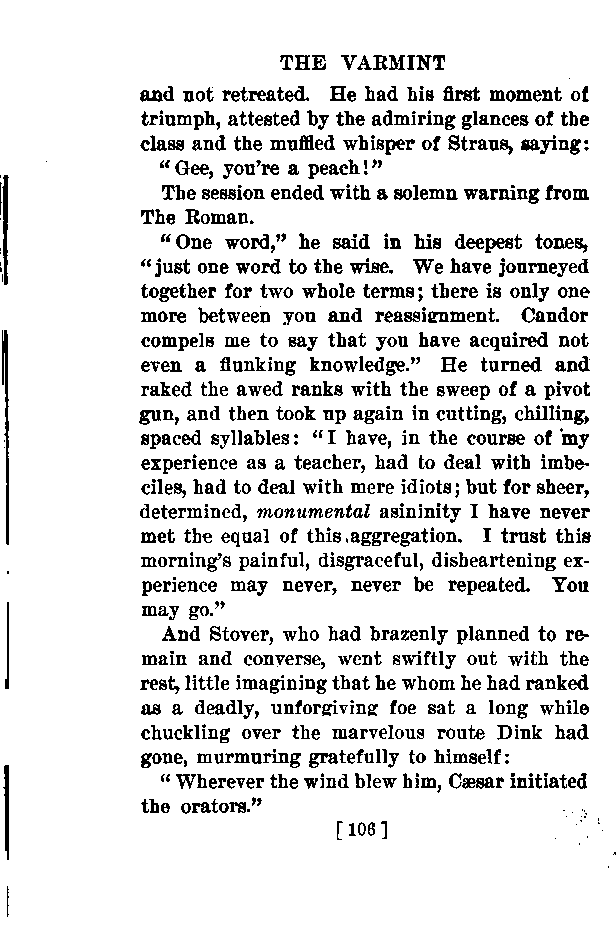 THE VARMINT
and not retreated. He had his first moment of
triumph, attested by the admiring glances of the
class and the muffled whisper of Straus, saying:
“Gee, you're a peach!”
The session ended with a solemn warning from
The Roman.
“One word,” he said in his deepest tones,
“just one word to the wise. We have journeyed
together for two whole terms; there is only one
more between you and reassignment. Candor
compels me to say that you have acquired not
even a flunking knowledge.” He turned and
raked the awed ranks with the sweep of a pivot
gun, and then took up again in cutting, chilling,
spaced syllables: “I have, in the course of my
experience as a teacher, had to deal with imbe-
ciles, had to deal with mere idiots; but for sheer,
determined, monumental asininity I have never
met the equal of this aggregation. I trust this
morning's painful, disgraceful, disheartening ex-
perience may never, never be repeated. You
may go.”
And Stover, who had brazenly planned to re-
main and converse, went swiftly out with the
rest, little imagining that he whom he had ranked
as a deadly, unforgiving foe sat a long while
chuckling over the marvelous route Dink had
gone, murmuring gratefully to himself:
“Wherever the wind blew him, Cæsar initiated
the orators.”
[106]